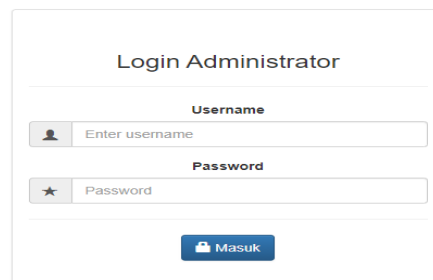 Login Administrator
Username
Enter username
Password
Password
Masuk